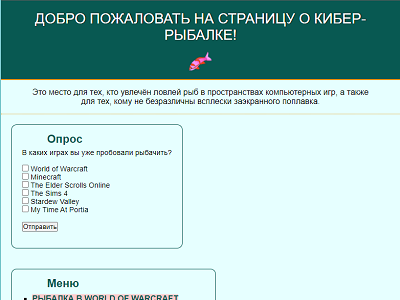 ДОБРО ПОЖАЛОВАТЬ НА СТРАНИЦУ О КИБЕР-
РЫБАЛКЕ!
Это место для тех, кто увлечён ловлей рыб в пространствах компьютерных игр, а также
для тех, кому не безразличны всплески заэкранного поплавка.
Опрос
В каких играх вы уже пробовали рыбачить?
World of Warcraft
Minecraft
The Elder Scrolls Online
The Sims 4
Stardew Valley
My Time At Portia
Отправить
Меню
РЫБАЛКА В WORLD OF WARCRAFT